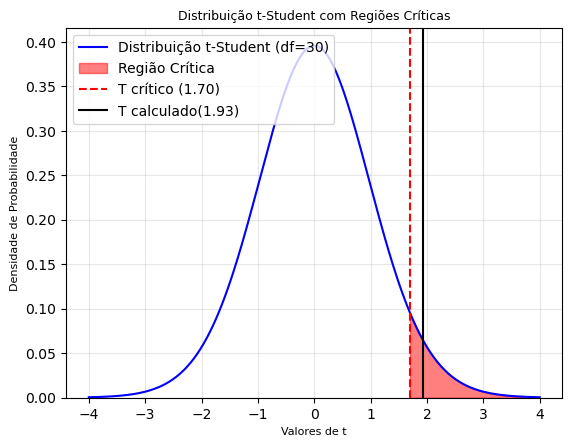 Distribuição t-Student com Regiões Críticas
Distribuição t-Student (df=30)
Região Crítica
T crítico (1.70)
T calculado(1.93)
Densidade de Probabilidade
0.40
0.35
0.30
0.25
0.20
0.15
0.10
0.05
0.00
−4 −3 −2 −1 0 1 2 3 4
Valores de t